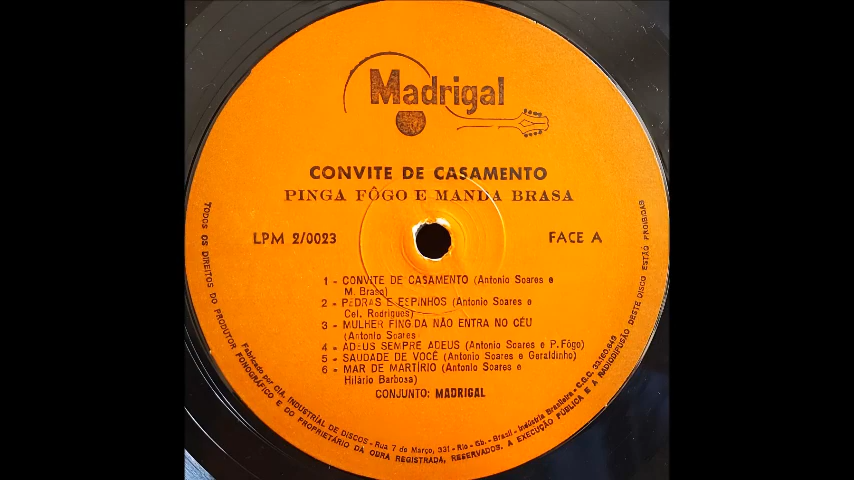 Madrigal
CONVITE DE CASAMENTO
PINGA FÔGO E MANDA BRASA
LPM 2/0023
FACE A
1 - CONVITE DE CASAMENTO (Antonio Soares e
M. Brasa)
2 - PEDRAS E ESPINHOS (Antonio Soares e
Cel. Rodrigues)
3 - MULHER FINGIDA NÃO ENTRA NO CÉU
(Antonio Soares
4 - ADEUS SEMPRE ADEUS (Antonio Soares e P. Fôgo)
5 - SAUDADE DE VOCÊ (Antonio Soares e Geraldinho)
6 - MAR DE MARTÍRIO (Antonio Soares e
Hilário Barbosa)
CONJUNTO: MADRIGAL
Fabricado por CIA. INDUSTRIAL DE DISCOS - Rua 7 de Março, 331 - Rio - Gb. - Brasil - Indústria Brasileira - C.G.C. 33.160.649
TODOS OS DIREITOS DO PRODUTOR FONOGRÁFICO E DO PROPRIETÁRIO DA OBRA REGISTRADA, RESERVADOS. A EXECUÇÃO PÚBLICA E A RADIODIFUSÃO DESTE DISCO ESTÃO PROIBIDAS